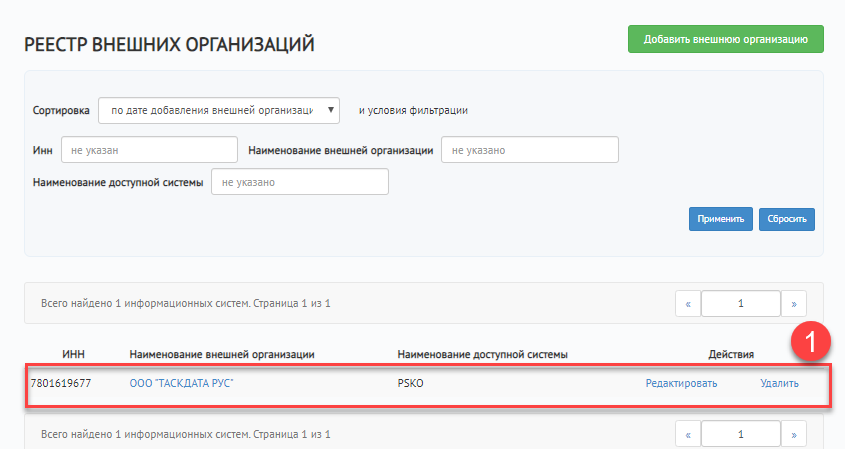 РЕЕСТР ВНЕШНИХ ОРГАНИЗАЦИЙ
Добавить внешнюю организацию
Сортировка по дате добавления внешней организаци ▼ и условия фильтрации
Инн не указан Наименование внешней организации не указано
Наименование доступной системы не указано
Применить Сбросить
Всего найдено 1 информационных систем. Страница 1 из 1 « 1 »
1
ИНН Наименование внешней организации Наименование доступной системы Действия
7801619677 ООО "ТАСКДАТА РУС" PSKO Редактировать Удалить
Всего найдено 1 информационных систем. Страница 1 из 1 « 1 »